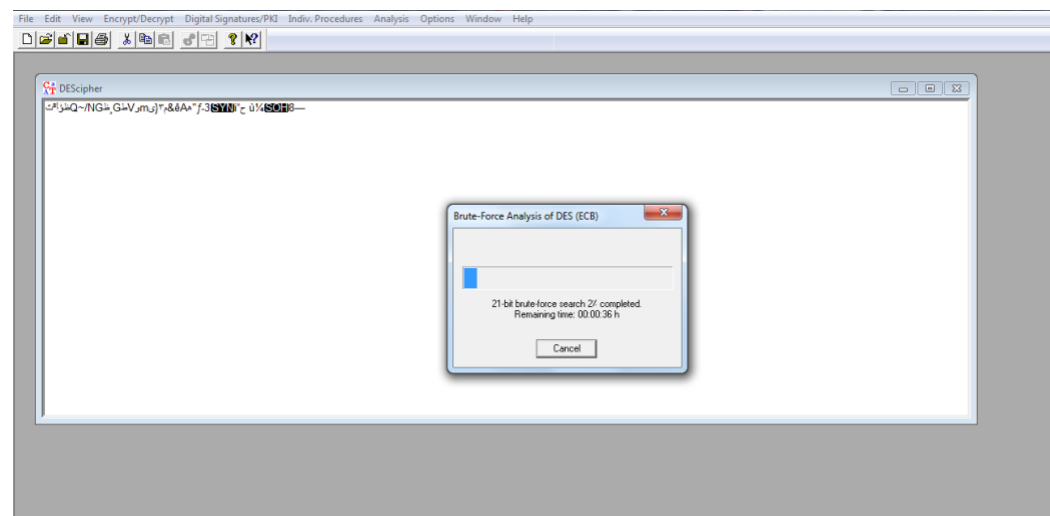 File Edit View Encrypt/Decrypt Digital Signatures/PKI Indiv. Procedures Analysis Options Window Help
DEScipher
Brute-Force Analysis of DES (ECB)
21-bit brute-force search 2% completed.
Remaining time: 00:00:36 h
Cancel